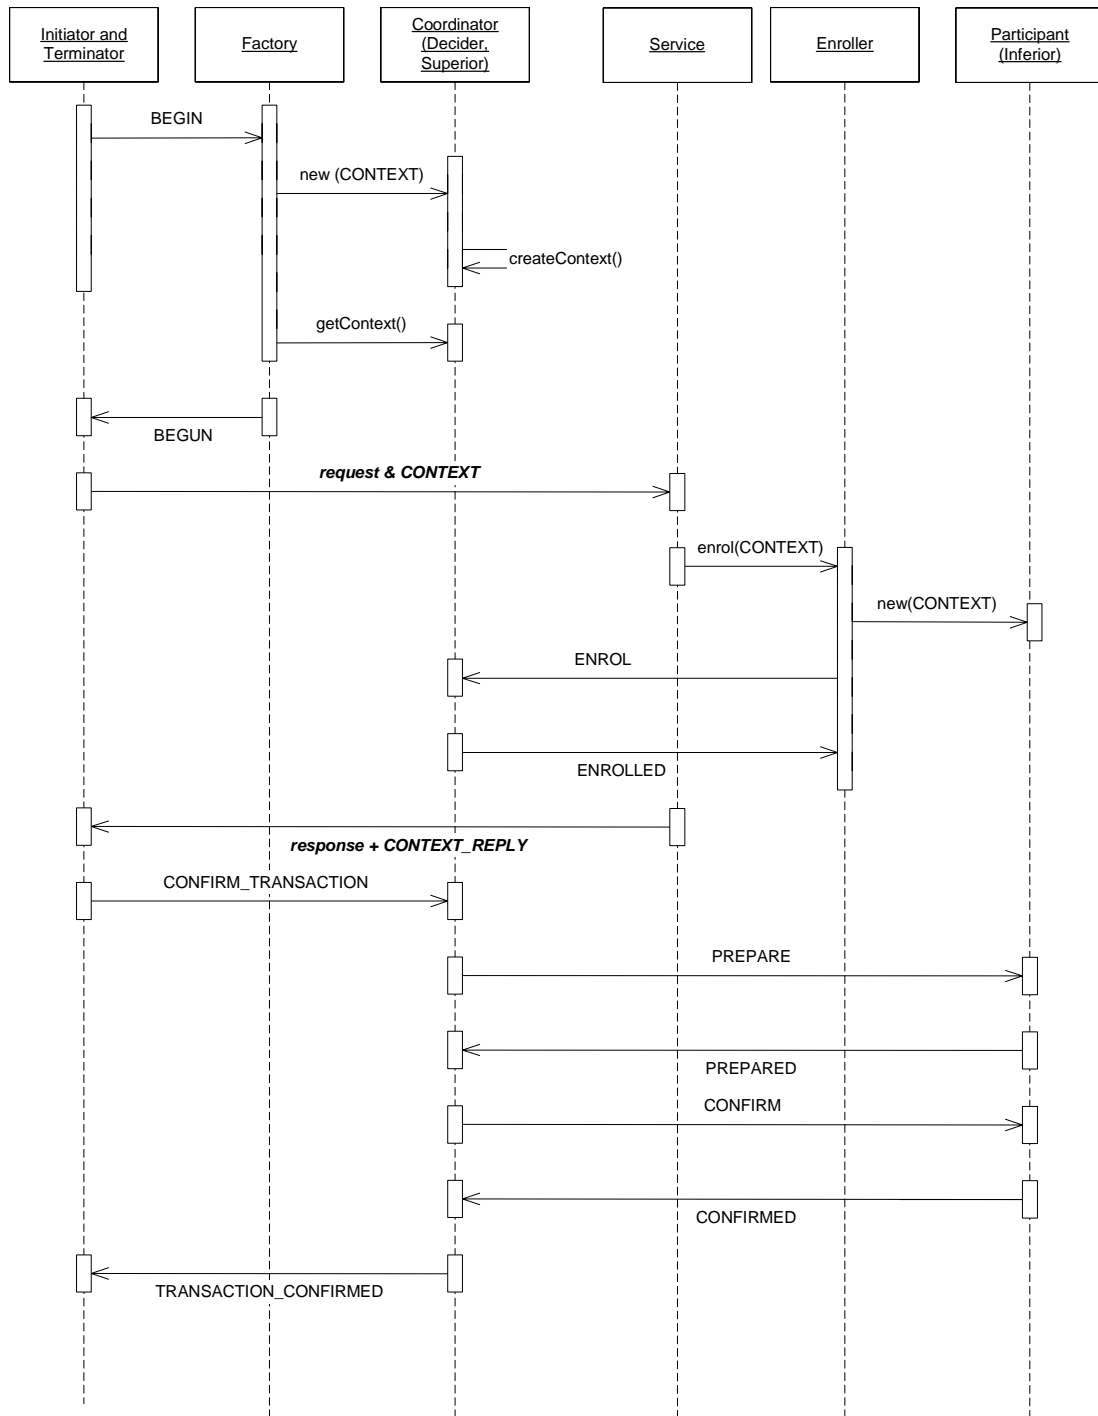 Initiator and
Terminator
Factory
Coordinator
(Decider,
Superior)
Service
Enroller
Participant
(Inferior)
BEGIN
new (CONTEXT)
createContext()
getContext()
BEGUN
request & CONTEXT
enrol(CONTEXT)
new(CONTEXT)
ENROL
ENROLLED
response + CONTEXT_REPLY
CONFIRM_TRANSACTION
PREPARE
PREPARED
CONFIRM
CONFIRMED
TRANSACTION_CONFIRMED